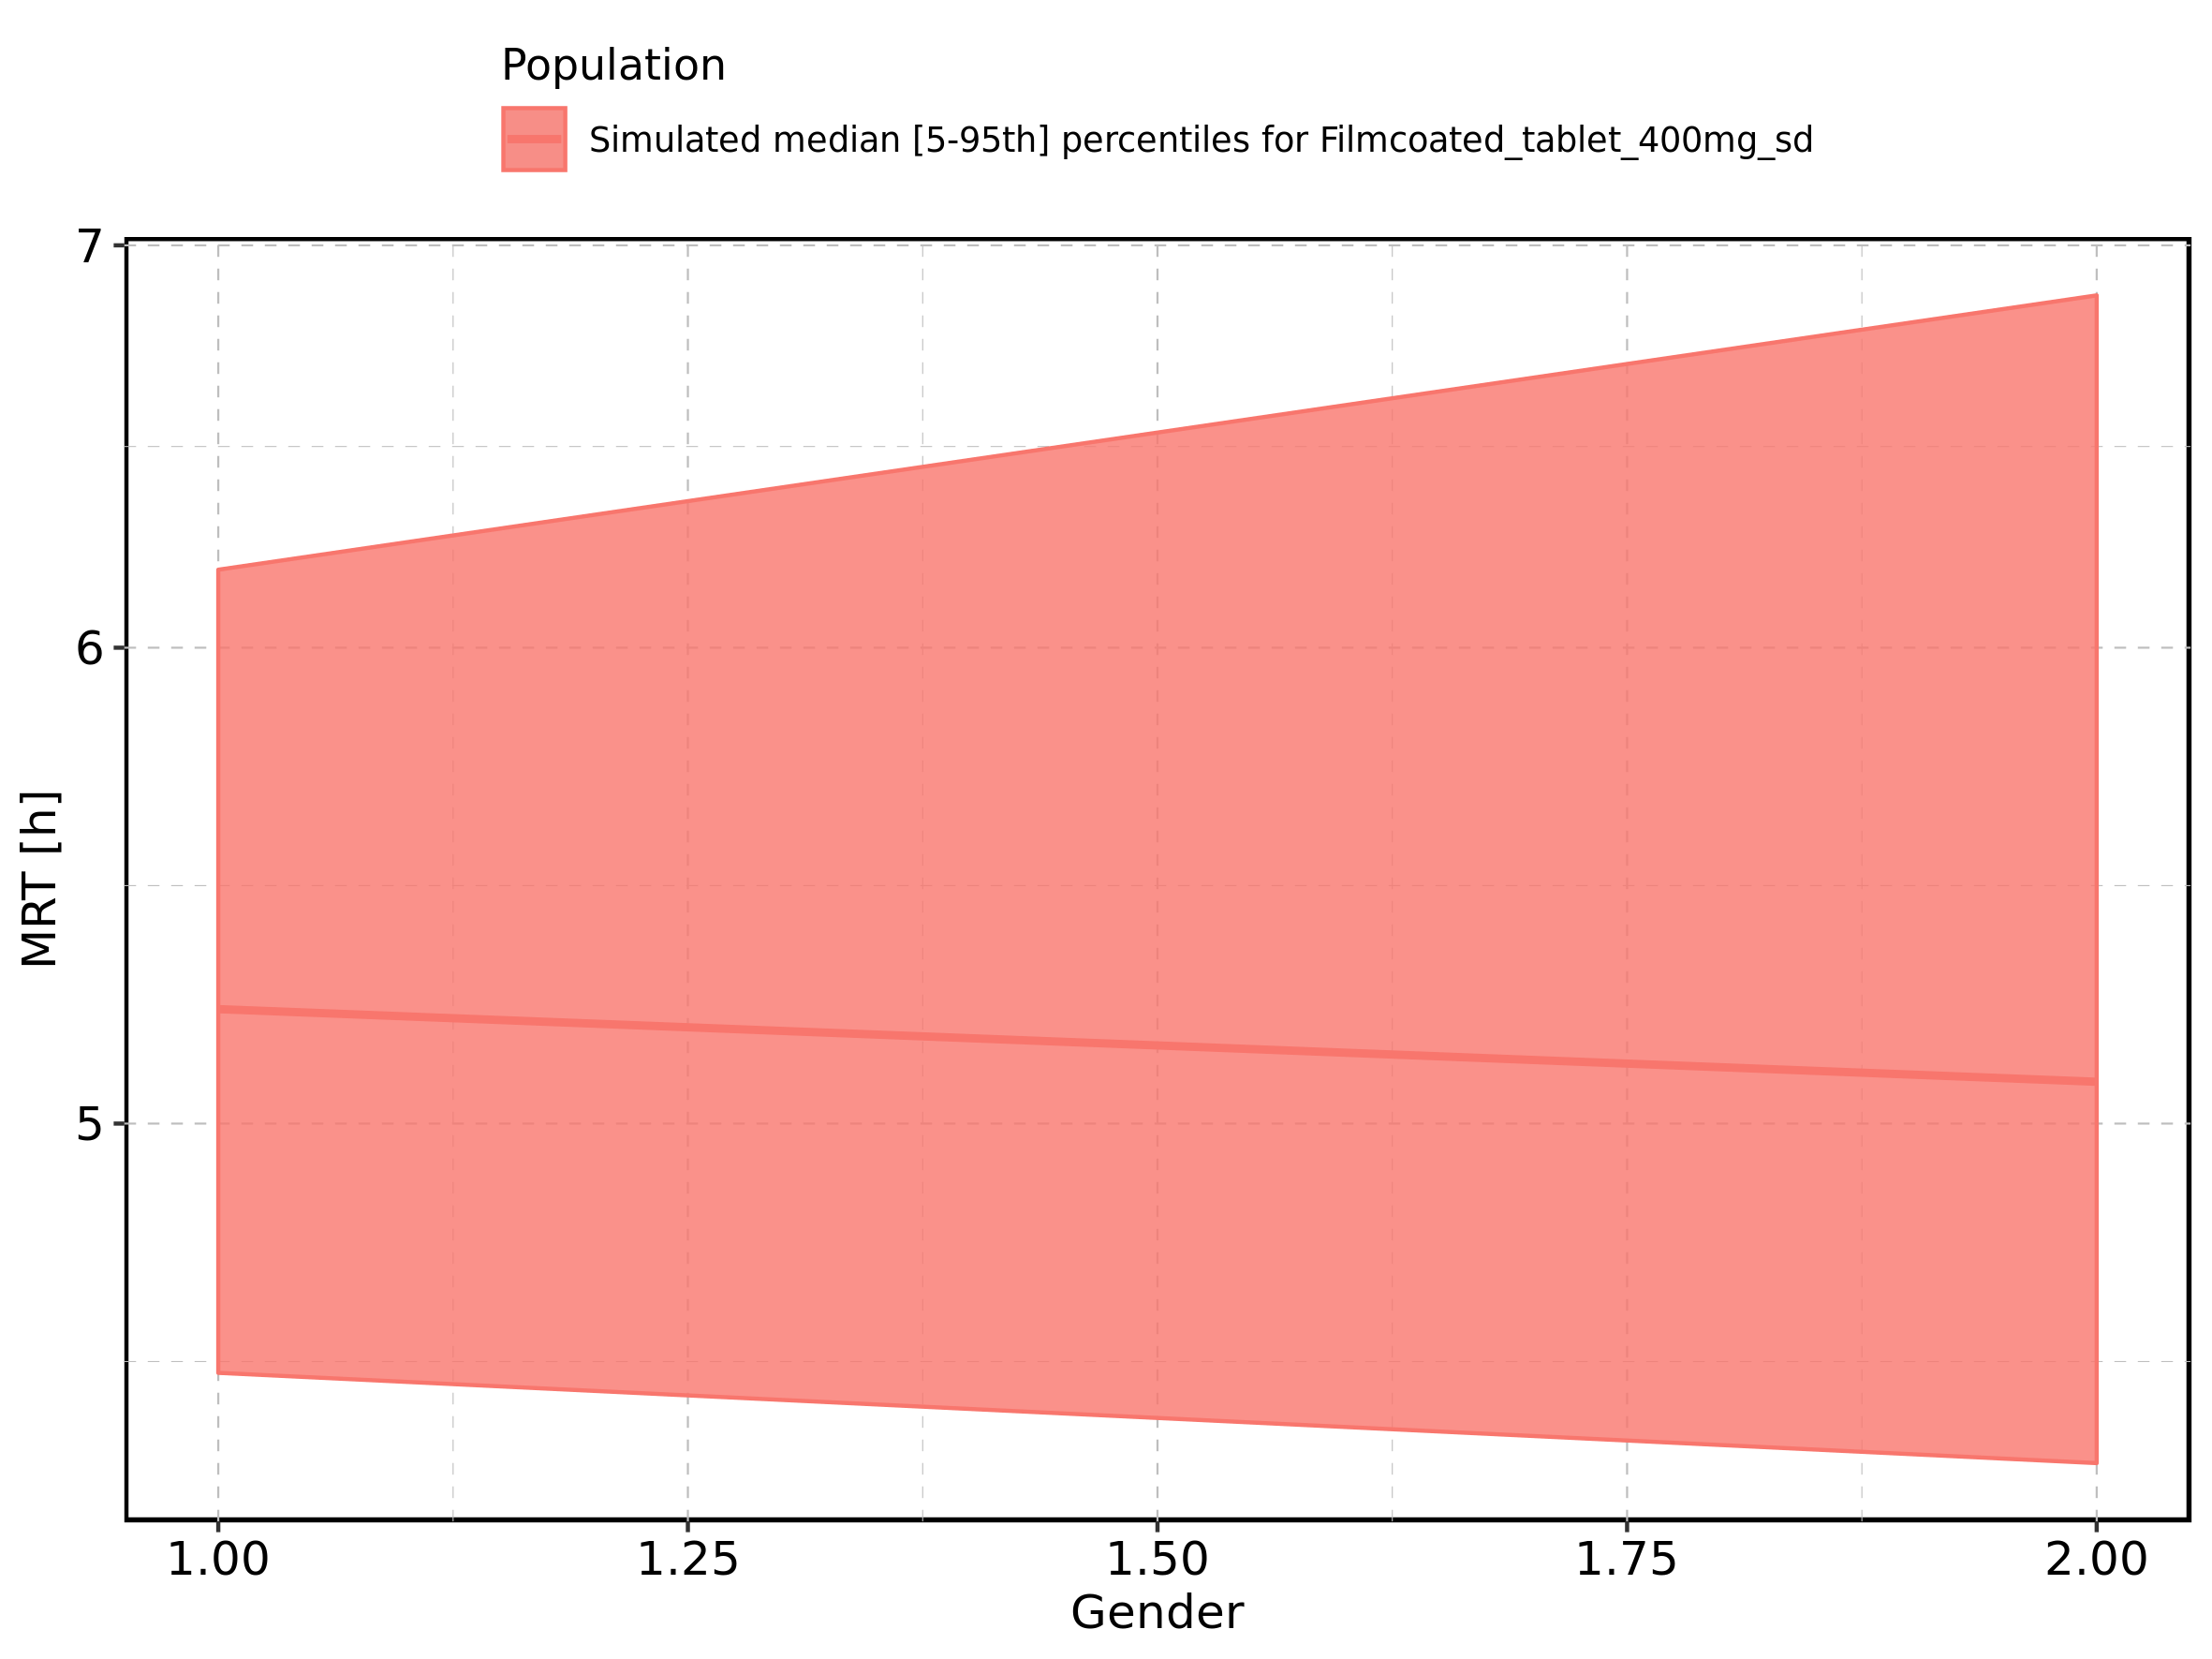 Population
Simulated median [5-95th] percentiles for Filmcoated_tablet_400mg_sd
7
6
5
MRT [h]
1.00 1.25 1.50 1.75 2.00
Gender